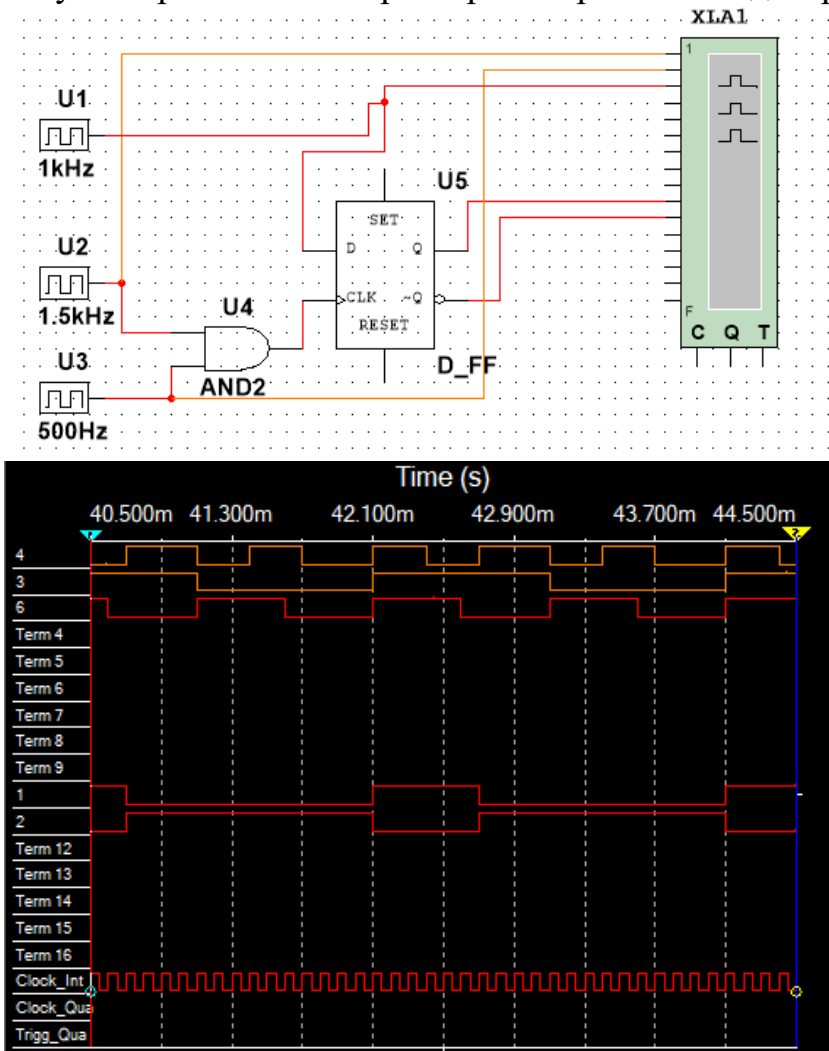 XLA1
1
U1
1kHz
U5
SET
D Q
U2
1.5kHz
U4
CLK ~Q
RESET
F
C Q T
U3
AND2
D_FF
500Hz
Time (s)
40.500m 41.300m 42.100m 42.900m 43.700m 44.500m
4
3
6
Term 4
Term 5
Term 6
Term 7
Term 8
Term 9
1
2
Term 12
Term 13
Term 14
Term 15
Term 16
Clock_Int
Clock_Qua
Trigg_Qua